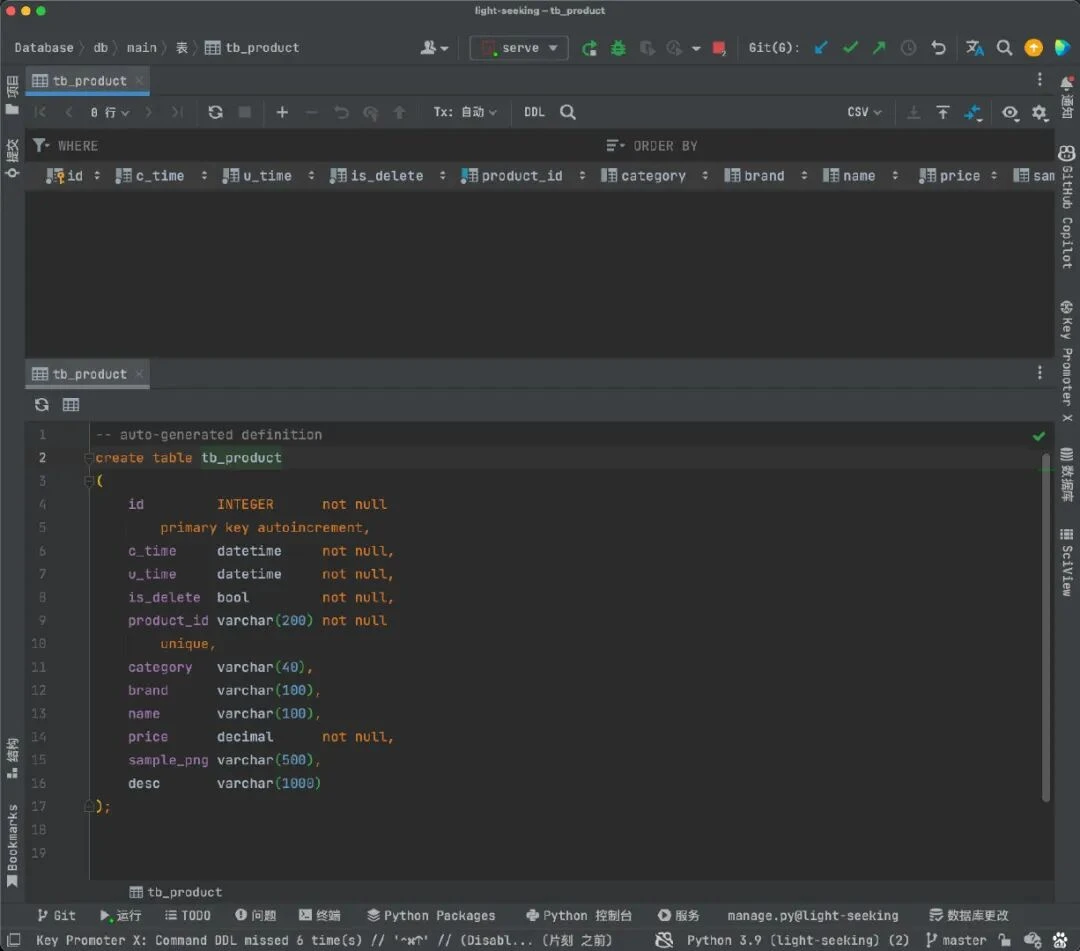 light-seeking – tb_product
Database db main 表 tb_product serve Git(G):
tb_product
0 行 Tx: 自动 DDL CSV
WHERE ORDER BY
id c_time u_time is_delete product_id category brand name price sam
tb_product
1 -- auto-generated definition
2 create table tb_product
3 (
4 id INTEGER not null
5 primary key autoincrement,
6 c_time datetime not null,
7 u_time datetime not null,
8 is_delete bool not null,
9 product_id varchar(200) not null
10 unique,
11 category varchar(40),
12 brand varchar(100),
13 name varchar(100),
14 price decimal not null,
15 sample_png varchar(500),
16 desc varchar(1000)
17 );
18
19
tb_product
项目
提交
结构
Bookmarks
通知
GitHub Copilot
Key Promoter X
数据库
SciView
Git 运行 TODO 问题 终端 Python Packages Python 控制台 服务 manage.py@light-seeking 数据库更改
Key Promoter X: Command DDL missed 6 time(s) // '⌃⌘↑' // (Disabl... (片刻 之前) Python 3.9 (light-seeking) (2) master